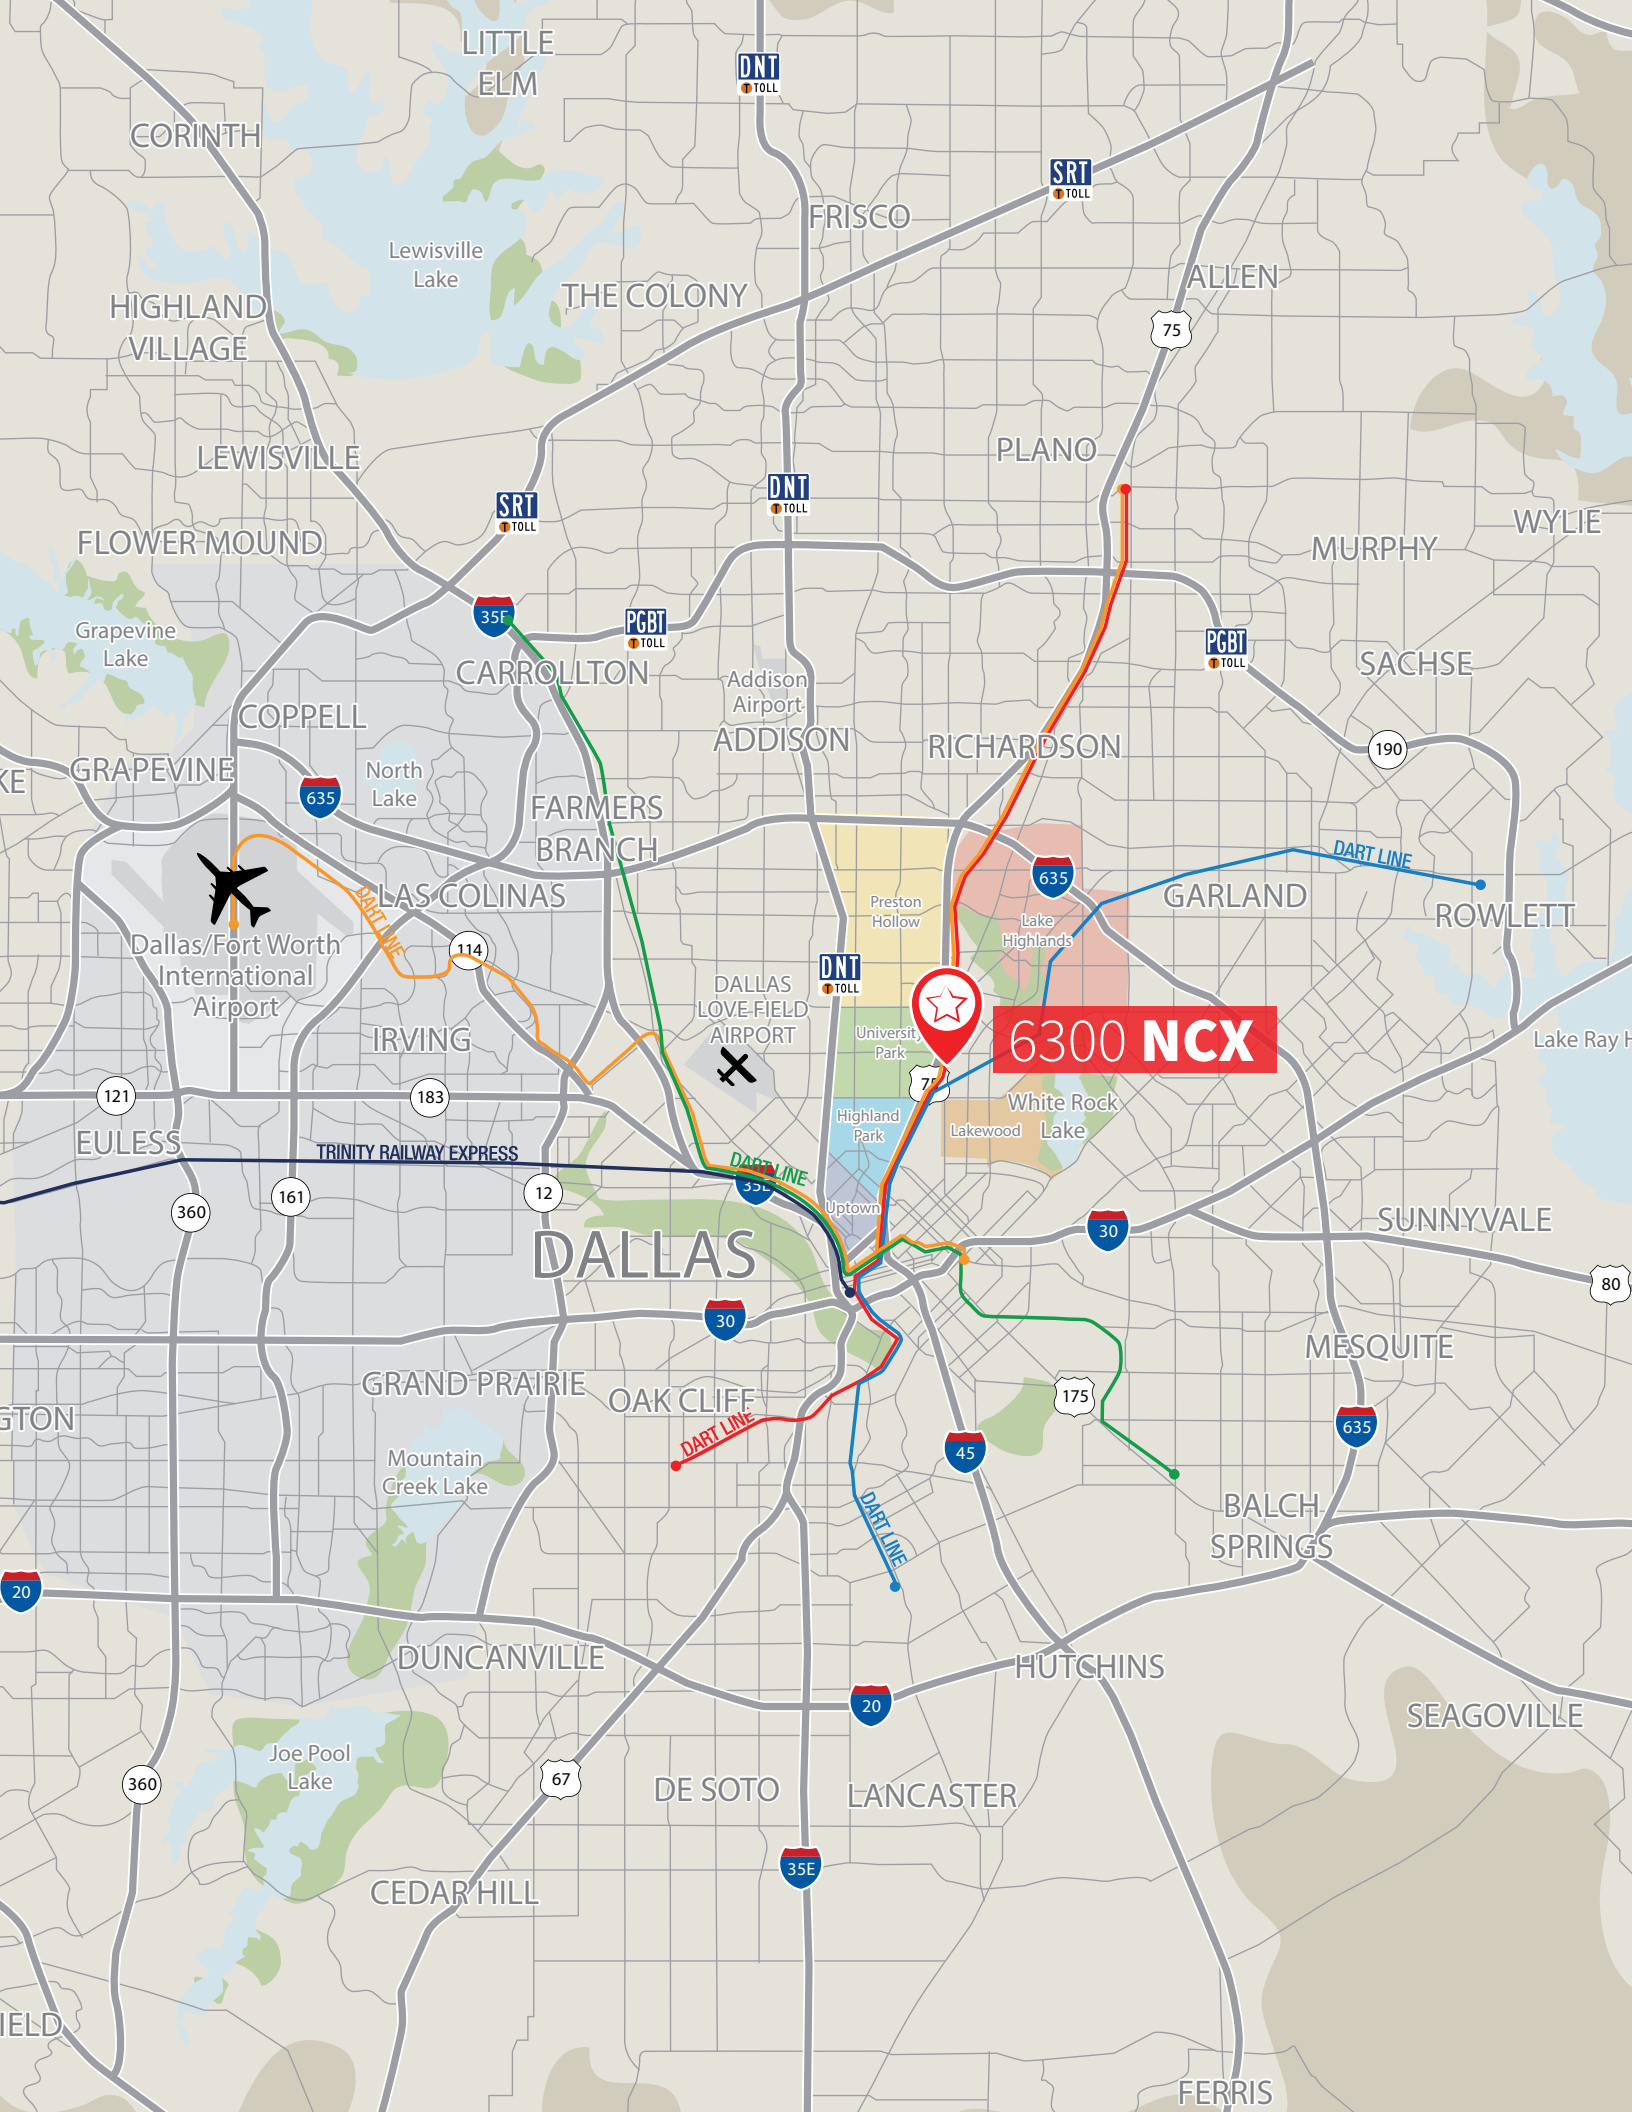 LITTLE
ELM
DNT
TOLL
CORINTH
SRT
TOLL
FRISCO
Lewisville
Lake
ALLEN
THE COLONY
HIGHLAND
VILLAGE
75
LEWISVILLE
PLANO
DNT
TOLL
SRT
TOLL
WYLIE
FLOWER MOUND
MURPHY
35E
PGBT
TOLL
Grapevine
Lake
PGBT
TOLL
CARROLLTON
SACHSE
Addison
Airport
COPPELL
ADDISON
RICHARDSON
190
KE
GRAPEVINE
North
Lake
635
FARMERS
BRANCH
DART LINE
635
LAS COLINAS
DART LINE
GARLAND
Preston
Hollow
Lake
Highlands
ROWLETT
Dallas/Fort Worth
International
Airport
114
DNT
TOLL
DALLAS
LOVE FIELD
AIRPORT
IRVING
University
Park
6300 NCX
Lake Ray H
75
121
183
White Rock
Lake
Highland
Park
Lakewood
EULESS
TRINITY RAILWAY EXPRESS
DART LINE
35E
12
161
360
Uptown
30
SUNNYVALE
DALLAS
80
30
MESQUITE
GRAND PRAIRIE
OAK CLIFF
175
GTON
DART LINE
635
45
Mountain
Creek Lake
DART LINE
BALCH
SPRINGS
20
DUNCANVILLE
HUTCHINS
20
SEAGOVILLE
Joe Pool
Lake
360
67
DE SOTO
LANCASTER
35E
CEDAR HILL
IELD
FERRIS